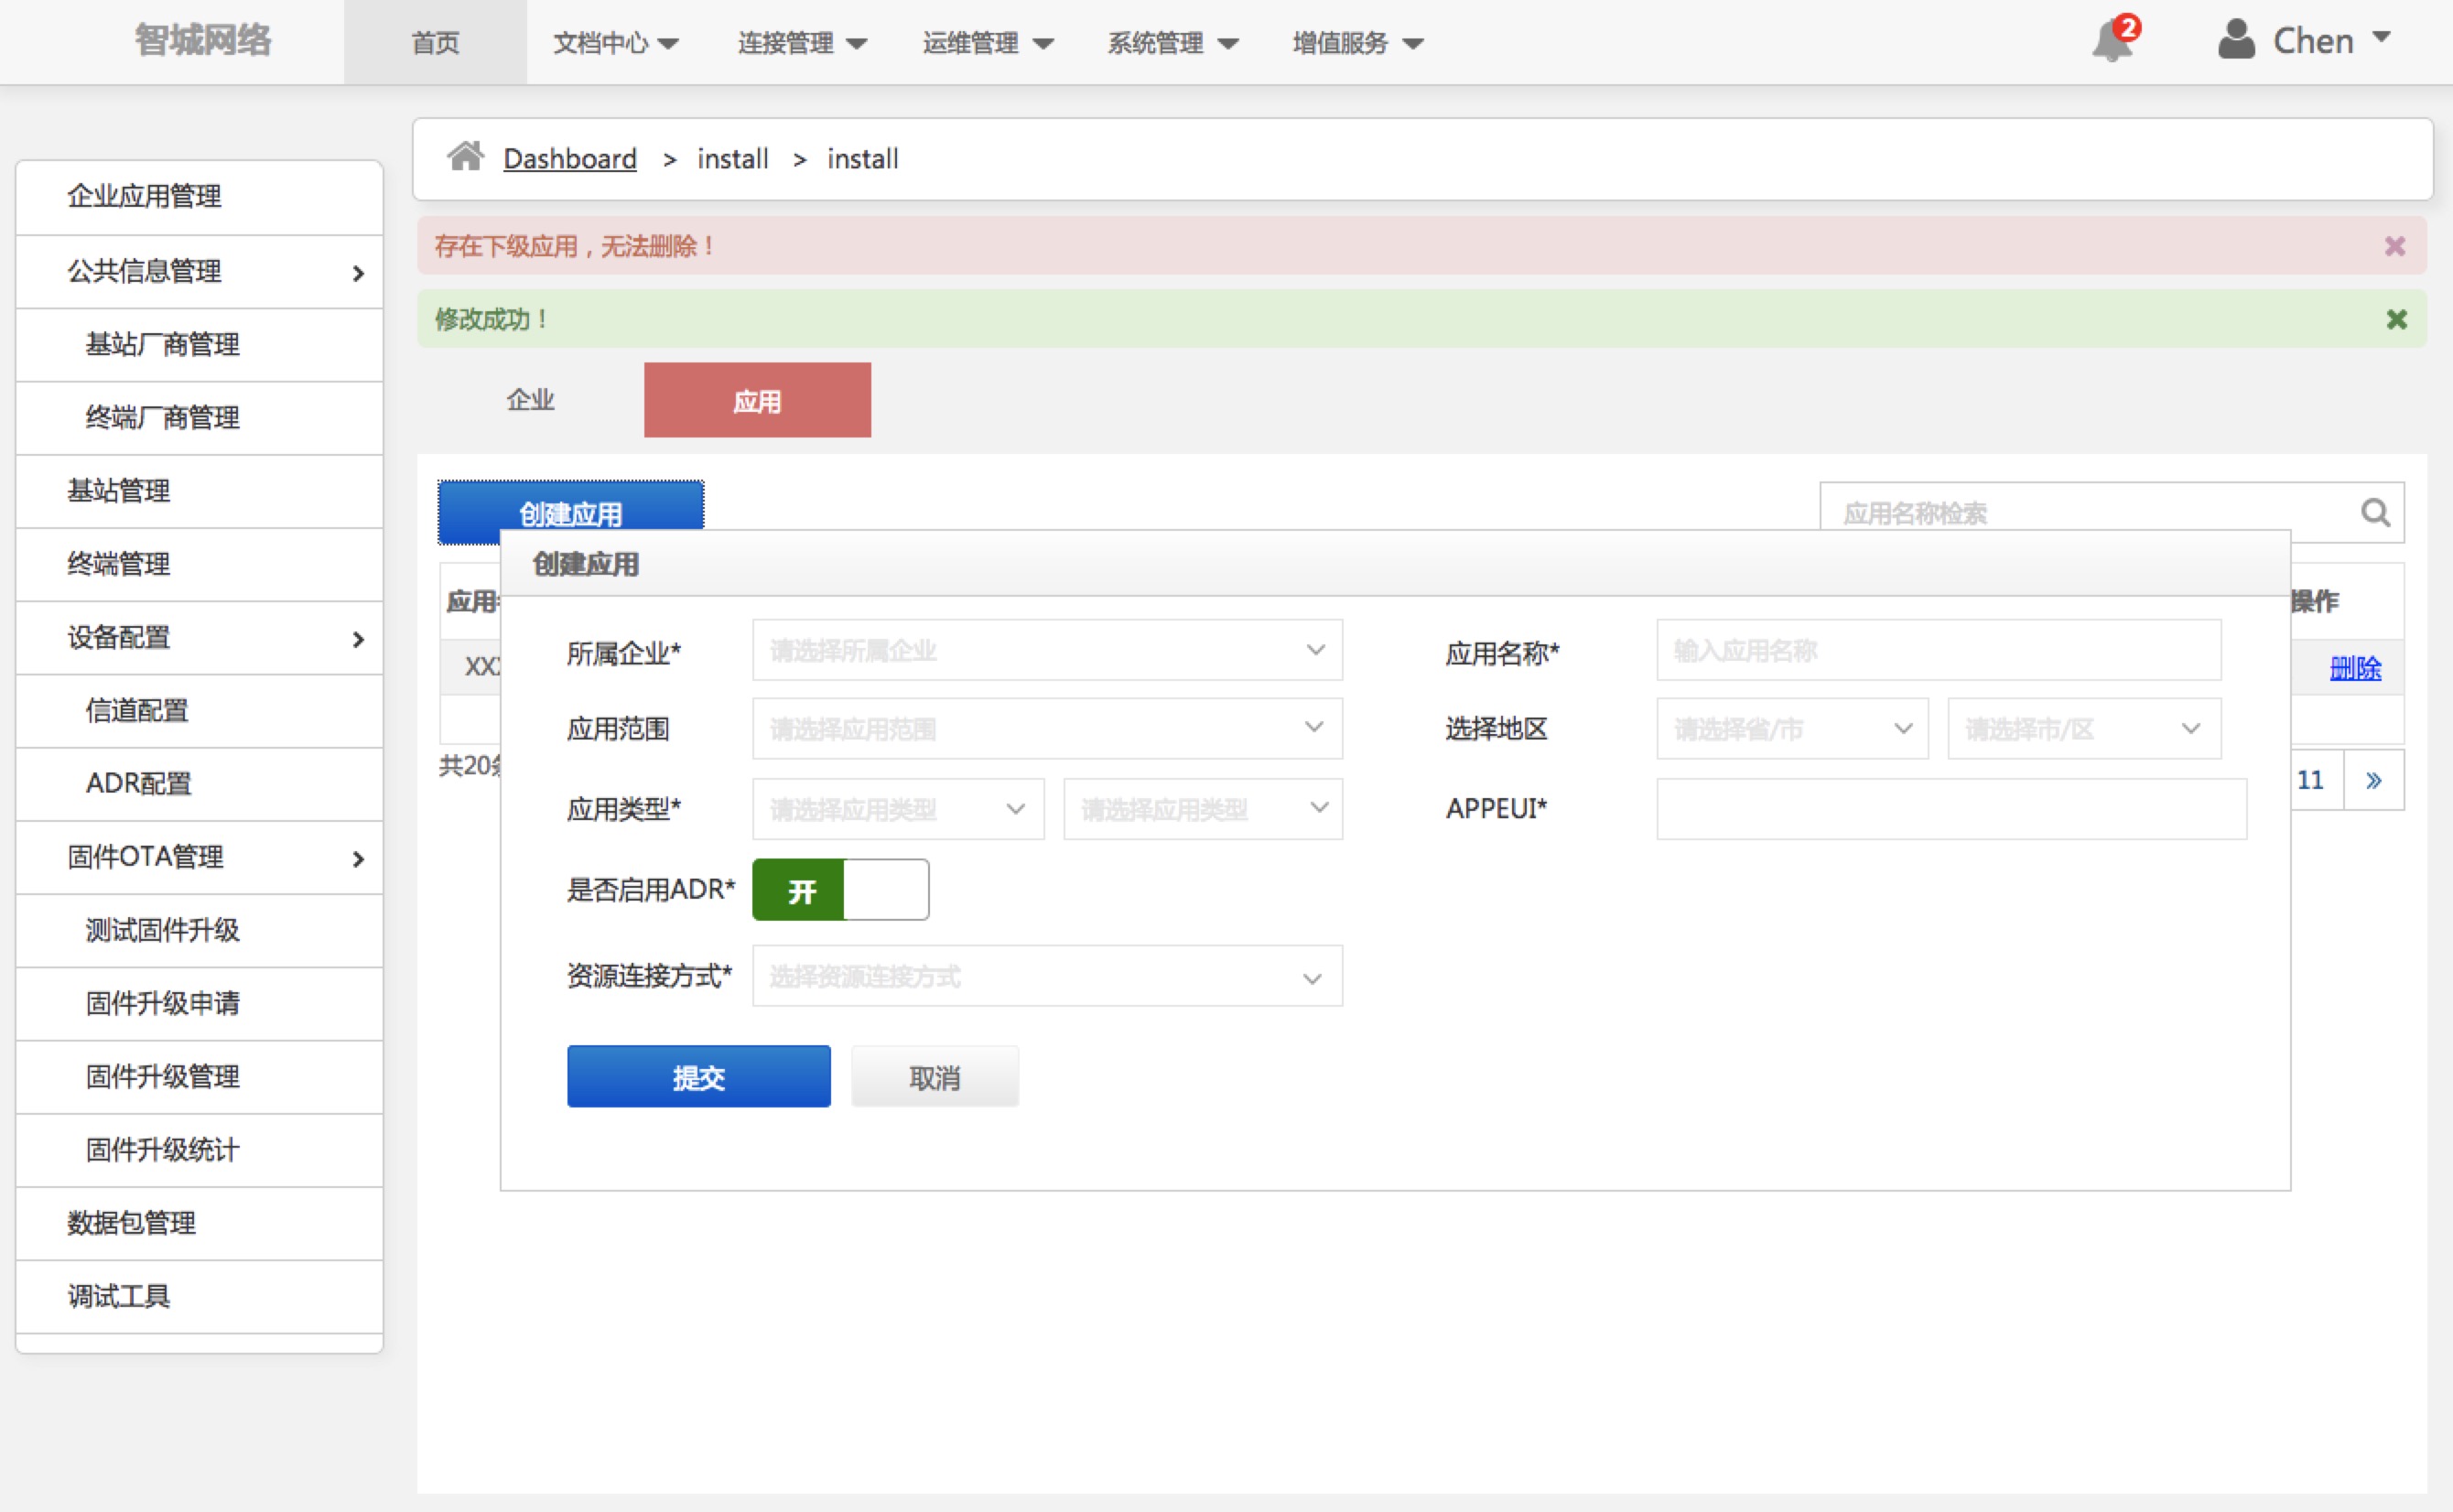 智城网络
首页 文档中心 连接管理 运维管理 系统管理 增值服务 2 Chen
Dashboard > install > install
企业应用管理
公共信息管理
基站厂商管理
终端厂商管理
基站管理
终端管理
设备配置
信道配置
ADR配置
固件OTA管理
测试固件升级
固件升级申请
固件升级管理
固件升级统计
数据包管理
调试工具
存在下级应用，无法删除！
修改成功！
企业 应用
创建应用 应用名称检索
应用 操作
XX 删除
共20条
11 »
创建应用
所属企业* 请选择所属企业 应用名称* 输入应用名称
应用范围 请选择应用范围 选择地区 请选择省/市 请选择市/区
应用类型* 请选择应用类型 请选择应用类型 APPEUI*
是否启用ADR* 开
资源连接方式* 选择资源连接方式
提交 取消